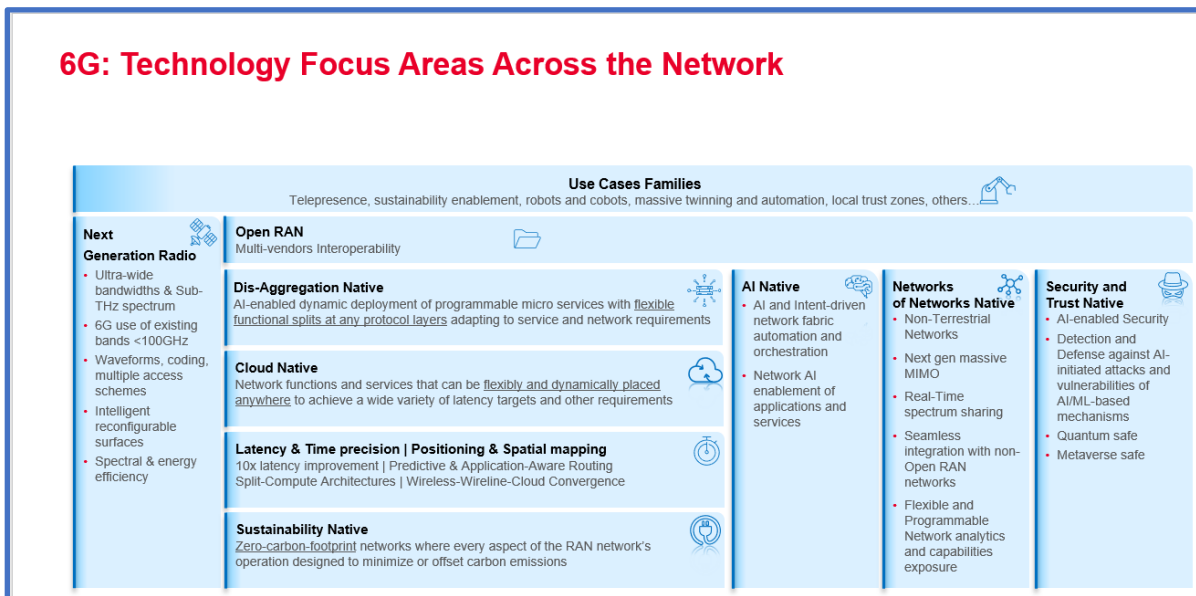 6G: Technology Focus Areas Across the Network
Use Cases Families
Telepresence, sustainability enablement, robots and cobots, massive twinning and automation, local trust zones, others...
Next
Generation Radio
• Ultra-wide
bandwidths & Sub-
THz spectrum
• 6G use of existing
bands <100GHz
• Waveforms, coding,
multiple access
schemes
• Intelligent
reconfigurable
surfaces
• Spectral & energy
efficiency
Open RAN
Multi-vendors Interoperability
Dis-Aggregation Native
AI-enabled dynamic deployment of programmable micro services with flexible
functional splits at any protocol layers adapting to service and network requirements
Cloud Native
Network functions and services that can be flexibly and dynamically placed
anywhere to achieve a wide variety of latency targets and other requirements
Latency & Time precision | Positioning & Spatial mapping
10x latency improvement | Predictive & Application-Aware Routing
Split-Compute Architectures | Wireless-Wireline-Cloud Convergence
Sustainability Native
Zero-carbon-footprint networks where every aspect of the RAN network's
operation designed to minimize or offset carbon emissions
AI Native
• AI and Intent-driven
network fabric
automation and
orchestration
• Network AI
enablement of
applications and
services
Networks
of Networks Native
• Non-Terrestrial
Networks
• Next gen massive
MIMO
• Real-Time
spectrum sharing
• Seamless
integration with non-
Open RAN
networks
• Flexible and
Programmable
Network analytics
and capabilities
exposure
Security and
Trust Native
• AI-enabled Security
• Detection and
Defense against AI-
initiated attacks and
vulnerabilities of
AI/ML-based
mechanisms
• Quantum safe
• Metaverse safe